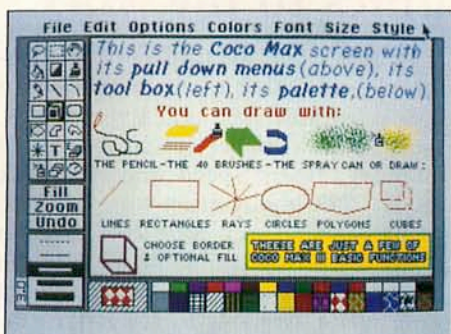 File Edit Options Colors Font Size Style
This is the Coco Max screen with
its pull down menus (above), its
tool box (left), its palette, (below)
You can draw with:
THE PENCIL-THE 40 BRUSHES-THE SPRAY CAN OR DRAW:
T
Fill
Zoom
Undo
LINES RECTANGLES RAYS CIRCLES POLYGONS CUBES
CHOOSE BORDER
& OPTIONAL FILL
THEESE ARE JUST A FEW OF
COCO MAX III BASIC FUNCTIONS